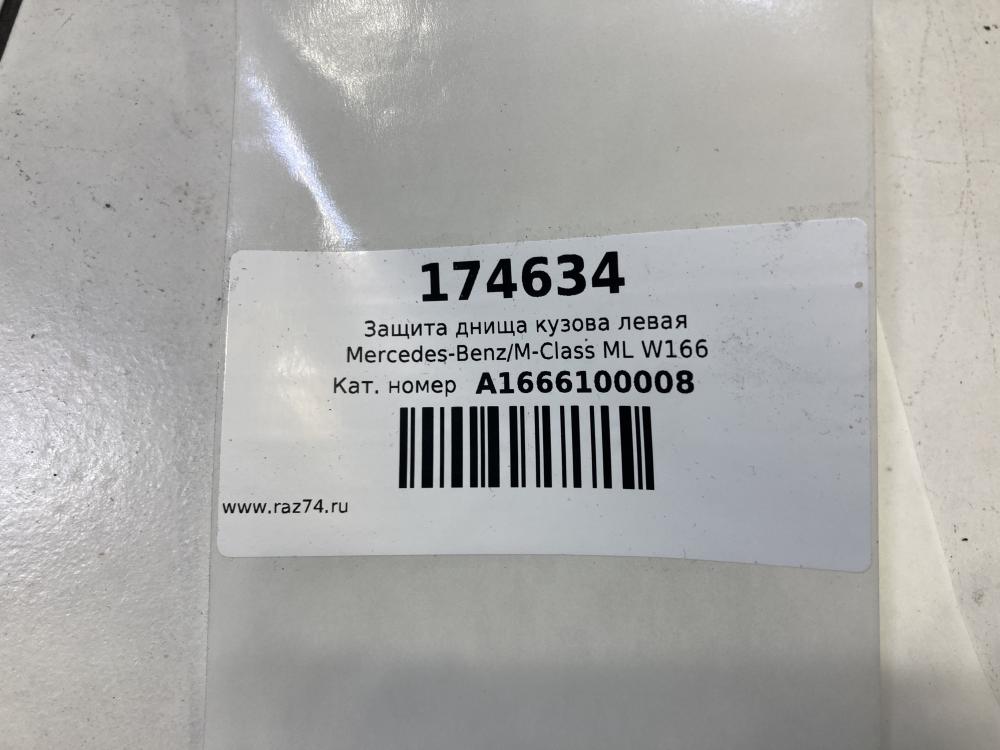 174634
Защита днища кузова левая
Mercedes-Benz/M-Class ML W166
Кат. номер A1666100008
www.raz74.ru